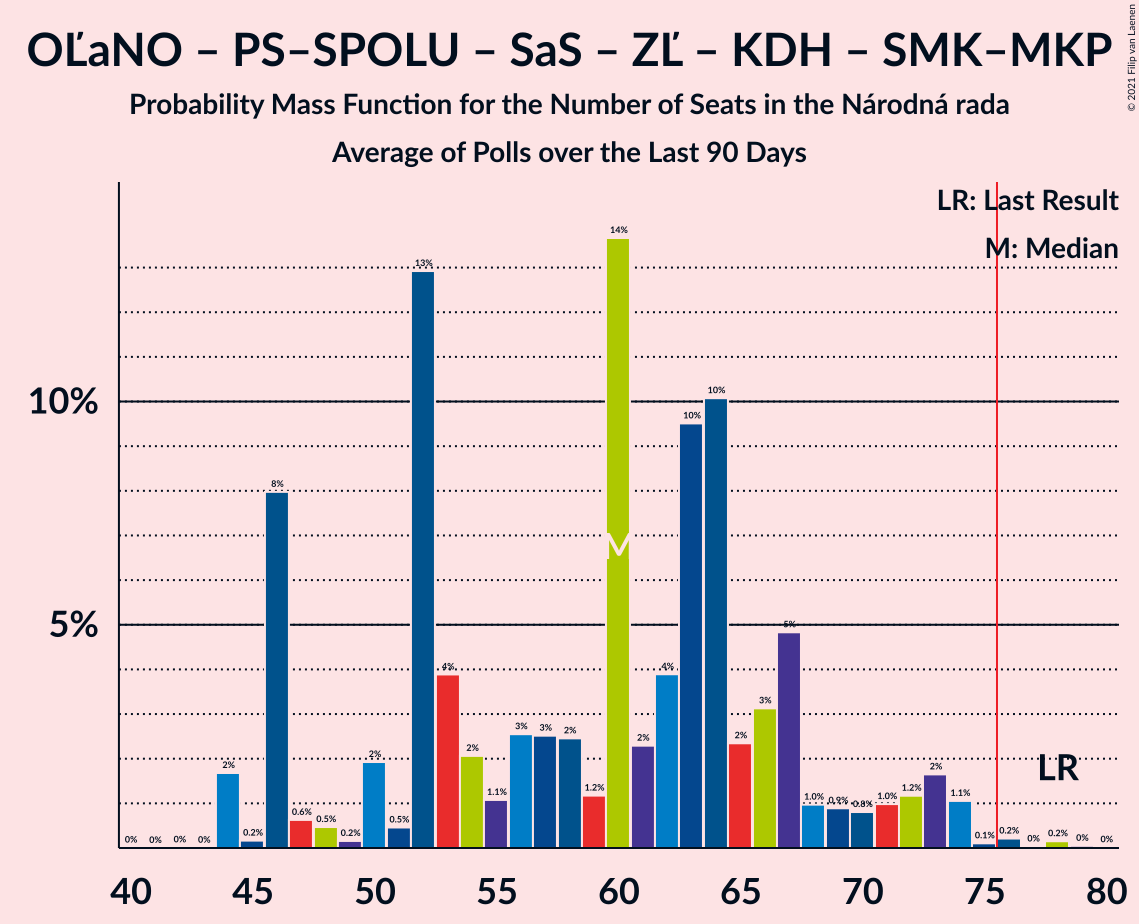 OĽaNO – PS–SPOLU – SaS – ZĽ – KDH – SMK–MKP
Probability Mass Function for the Number of Seats in the Národná rada
Average of Polls over the Last 90 Days
© 2021 Filip van Laenen
LR: Last Result
M: Median
10%
5%
0% 0% 0% 0% 2% 0.2% 8% 0.6% 0.5% 0.2% 2% 0.5% 13% 4% 2% 1.1% 3% 3% 2% 1.2% 14% 2% 4% 10% 10% 2% 3% 5% 1.0% 0.9% 0.8% 1.0% 1.2% 2% 1.1% 0.1% 0.2% 0% 0.2% 0% 0%
M
LR
40 45 50 55 60 65 70 75 80